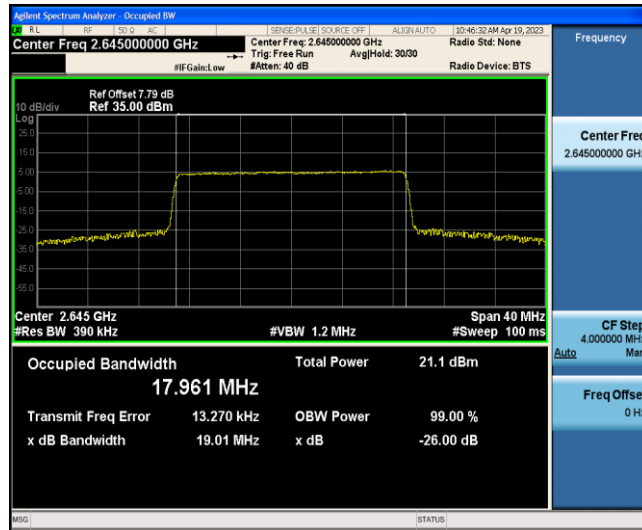 Agilent Spectrum Analyzer - Occupied BW
RL RF 50 Ω AC SENSE:PULSE SOURCE OFF ALIGN AUTO 10:46:32 AM Apr 19, 2023
Center Freq 2.645000000 GHz
Center Freq: 2.645000000 GHz
Radio Std: None
Trig: Free Run Avg|Hold: 30/30
#IFGain:Low #Atten: 40 dB Radio Device: BTS
Ref Offset 7.79 dB
10 dB/div Ref 35.00 dBm
Log
25.0
15.0
5.00
-5.00
-15.0
-25.0
-35.0
-45.0
-55.0
Center 2.645 GHz Span 40 MHz
#Res BW 390 kHz #VBW 1.2 MHz #Sweep 100 ms
Occupied Bandwidth Total Power 21.1 dBm
17.961 MHz
Transmit Freq Error 13.270 kHz OBW Power 99.00 %
x dB Bandwidth 19.01 MHz x dB -26.00 dB
MSG STATUS
Frequency
Center Freq
2.645000000 GHz
CF Step
4.000000 MHz
Auto Man
Freq Offset
0 Hz